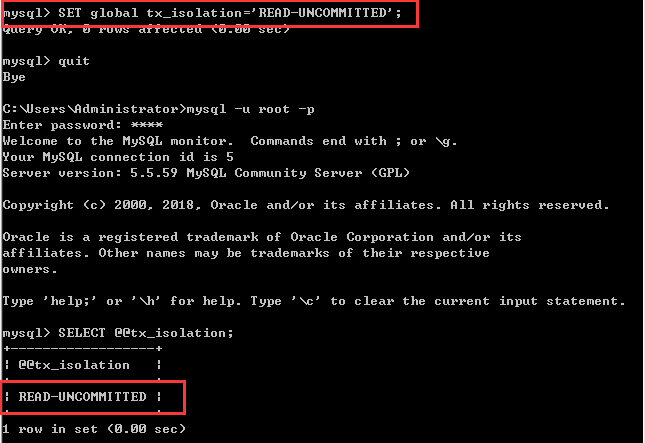 mysql> SET global tx_isolation='READ-UNCOMMITTED';
Query OK, 0 rows affected (0.00 sec)
mysql> quit
Bye
C:\Users\Administrator>mysql -u root -p
Enter password: ****
Welcome to the MySQL monitor.  Commands end with ; or \g.
Your MySQL connection id is 5
Server version: 5.5.59 MySQL Community Server (GPL)
Copyright (c) 2000, 2018, Oracle and/or its affiliates. All rights reserved.
Oracle is a registered trademark of Oracle Corporation and/or its
affiliates. Other names may be trademarks of their respective
owners.
Type 'help;' or '\h' for help. Type '\c' to clear the current input statement.
mysql> SELECT @@tx_isolation;
+------------------+
| @@tx_isolation   |
| READ-UNCOMMITTED |
1 row in set (0.00 sec)